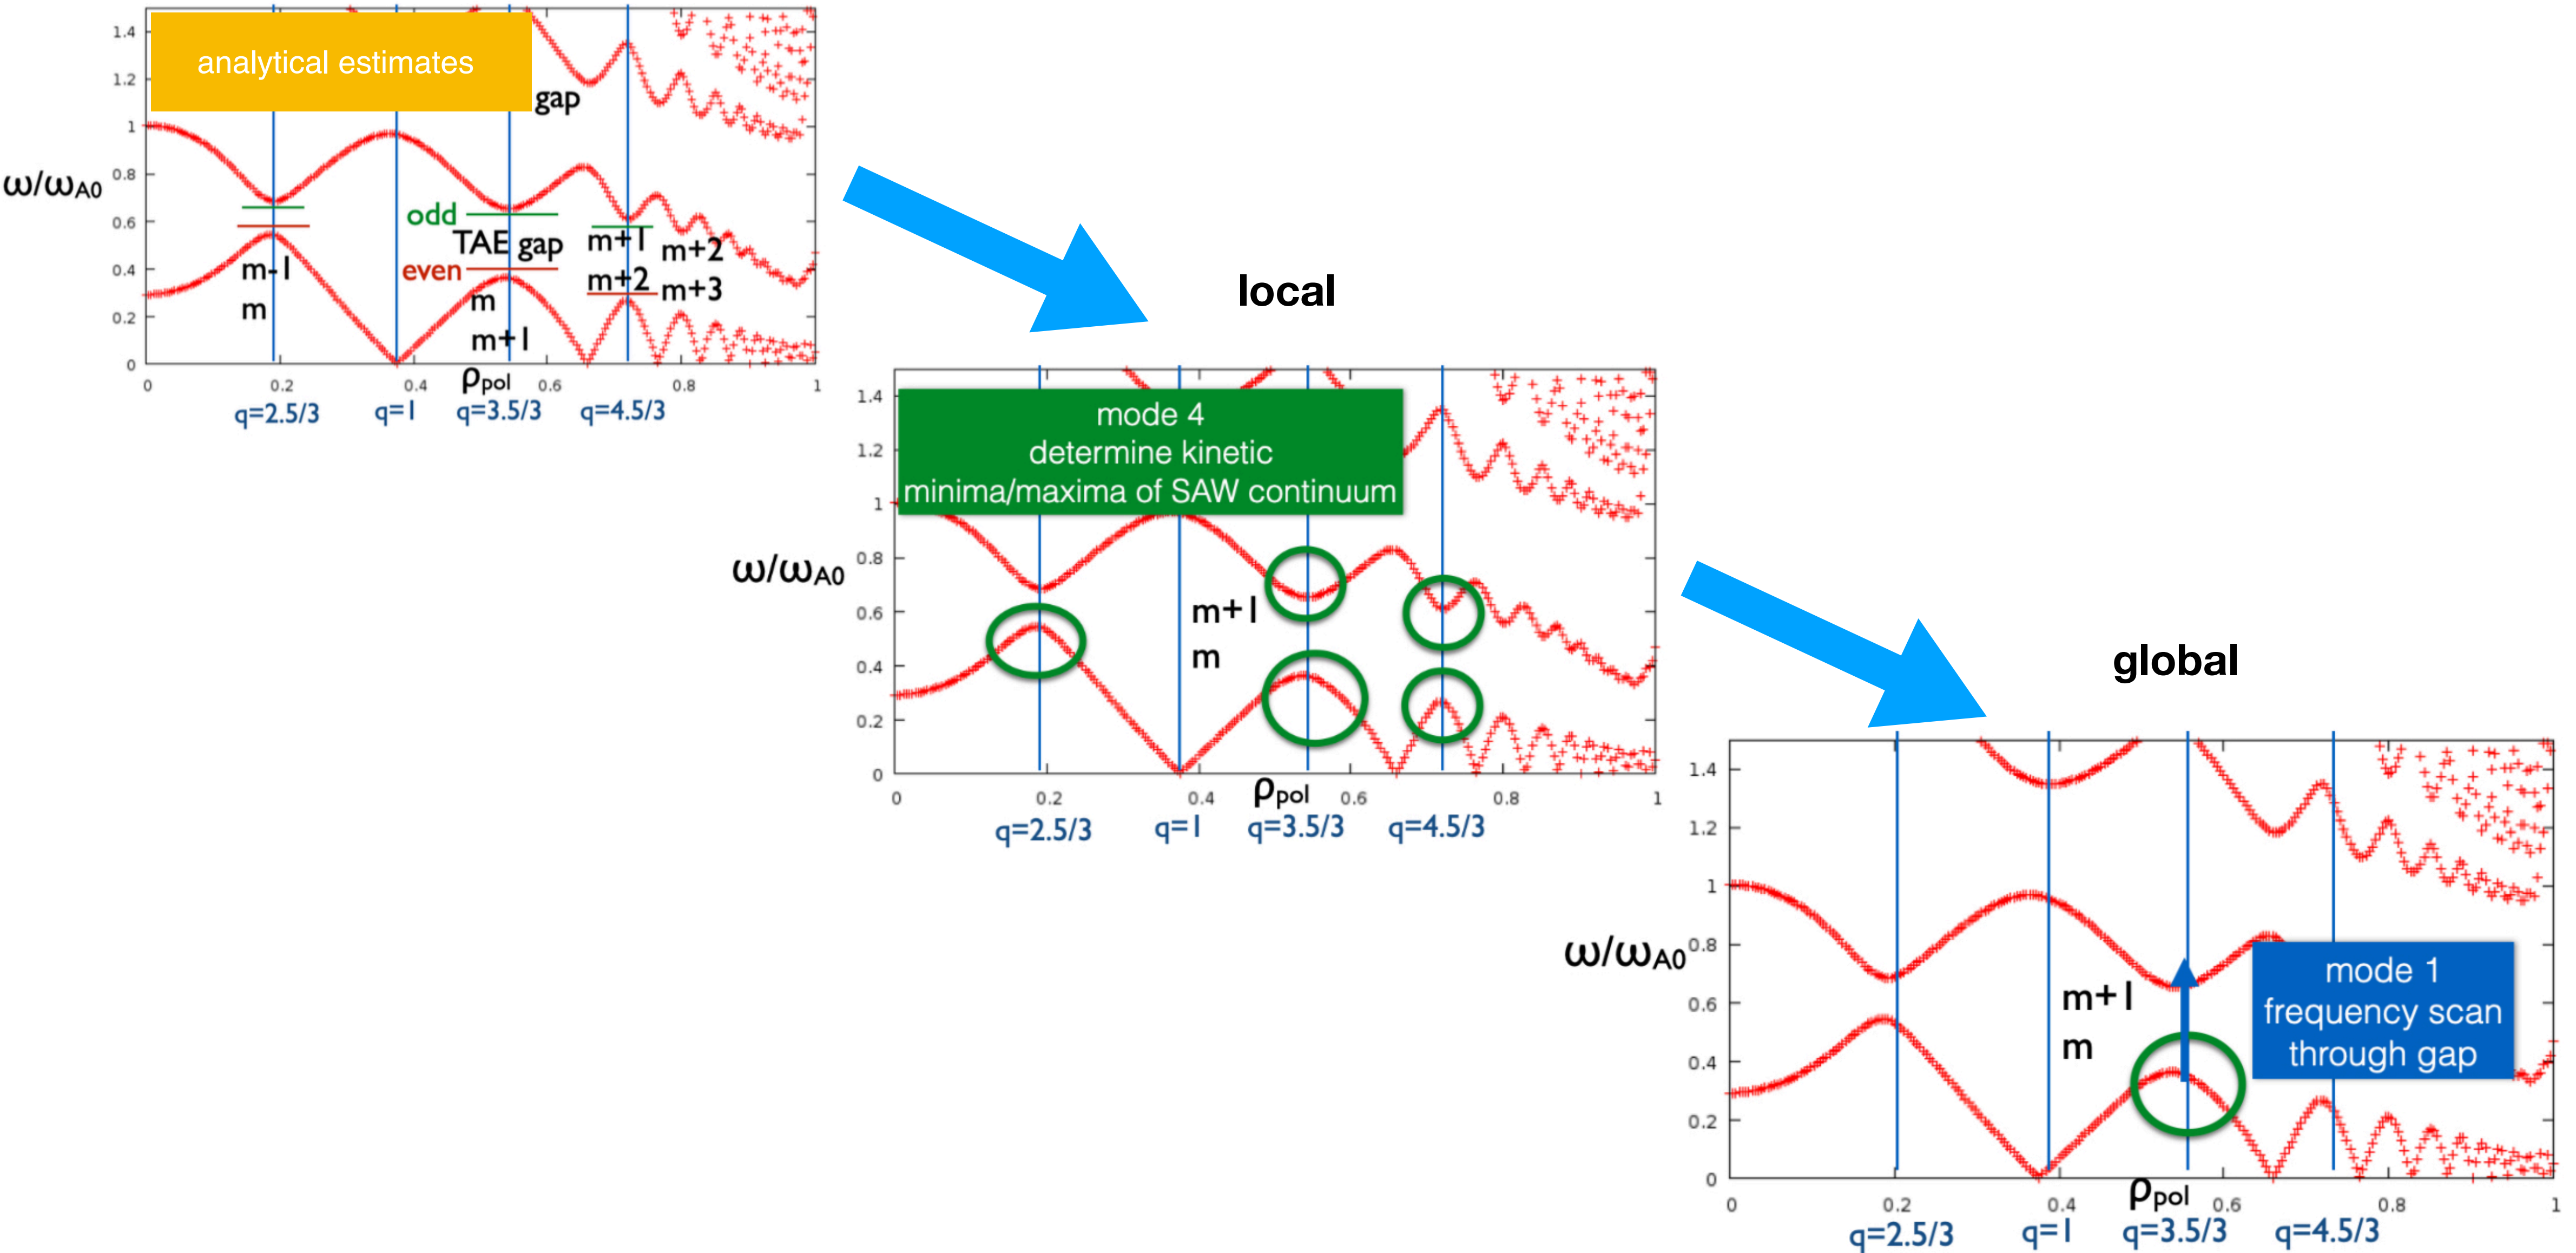 analytical estimates
gap
1.4
1.2
1
0.8
0.6
0.4
0.2
0
ω/ωA0
odd
TAE gap
even
m-1
m
m
m+1
m+1
m+2
m+2
m+3
0
0.2
0.4
0.6
0.8
1
ρpol
q=2.5/3
q=1
q=3.5/3
q=4.5/3
local
mode 4
determine kinetic
minima/maxima of SAW continuum
1.4
1.2
1
0.8
0.6
0.4
0.2
0
ω/ωA0
m+1
m
0
0.2
0.4
0.6
0.8
1
ρpol
q=2.5/3
q=1
q=3.5/3
q=4.5/3
global
1.4
1.2
1
0.8
0.6
0.4
0.2
0
ω/ωA0
m+1
m
mode 1
frequency scan
through gap
0
0.2
0.4
0.6
0.8
1
ρpol
q=2.5/3
q=1
q=3.5/3
q=4.5/3